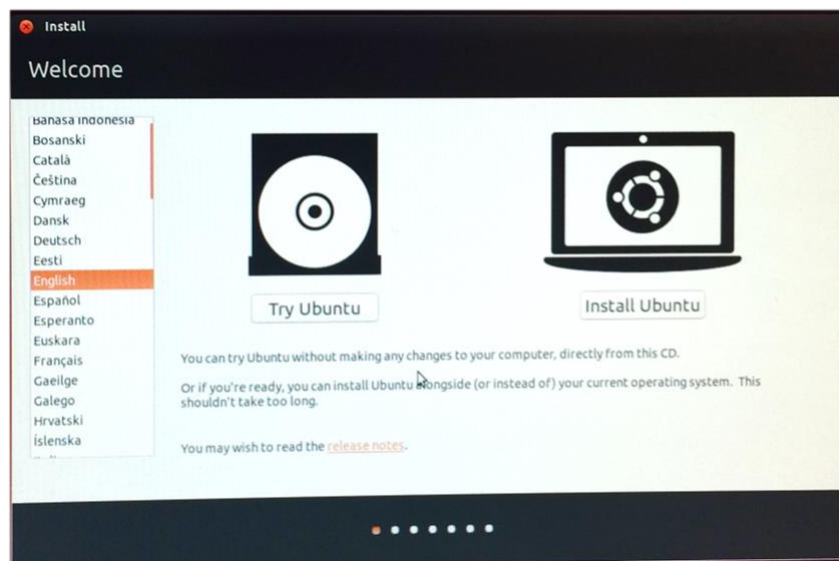 Install
Welcome
Bahasa Indonesia
Bosanski
Català
Čeština
Cymraeg
Dansk
Deutsch
Eesti
English
Español
Esperanto
Euskara
Français
Gaeilge
Galego
Hrvatski
Íslenska
Try Ubuntu
Install Ubuntu
You can try Ubuntu without making any changes to your computer, directly from this CD.
Or if you're ready, you can install Ubuntu alongside (or instead of) your current operating system. This
shouldn't take too long.
You may wish to read the release notes.